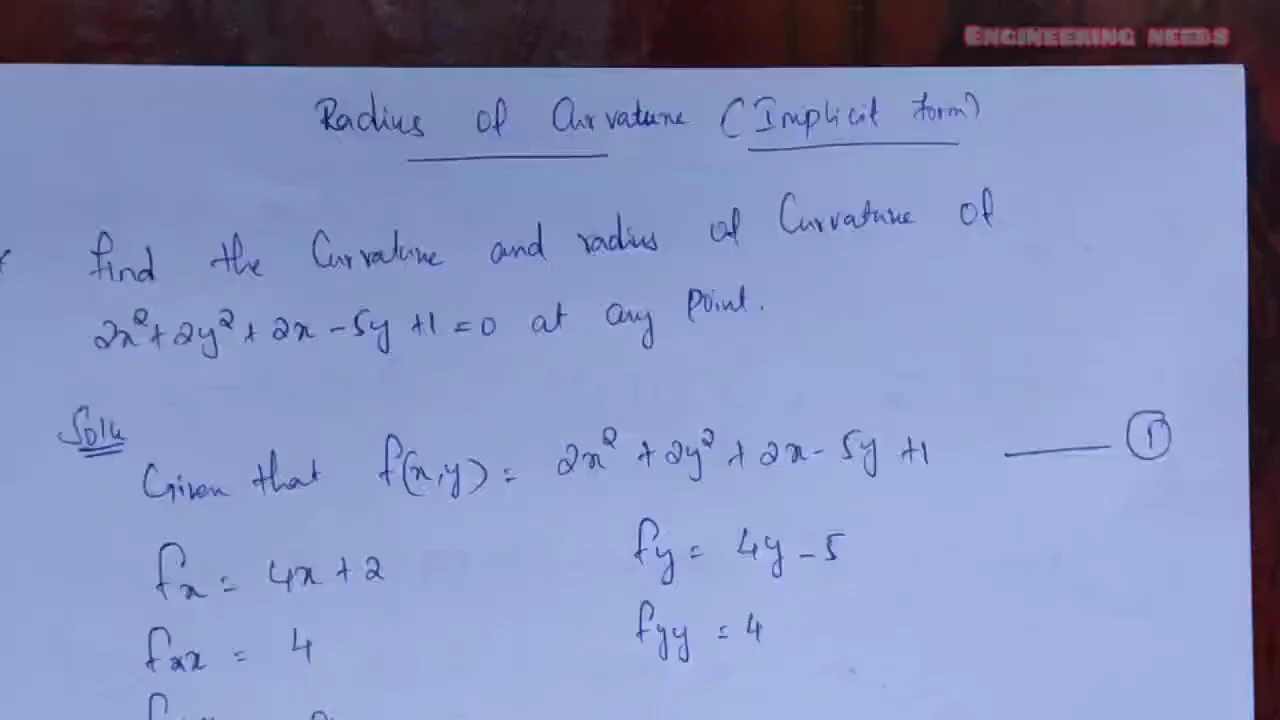 ENGINEERING NEEDS
Radius of Curvature (Implicit form)
find the Curvature and radius of Curvature of
2x² + 2y² + 2x - 5y + 1 = 0 at any point.
Soln
Given that f(x,y) = 2x² + 2y² + 2x - 5y + 1 ——— ①
fx = 4x + 2 fy = 4y - 5
fxx = 4 fyy = 4